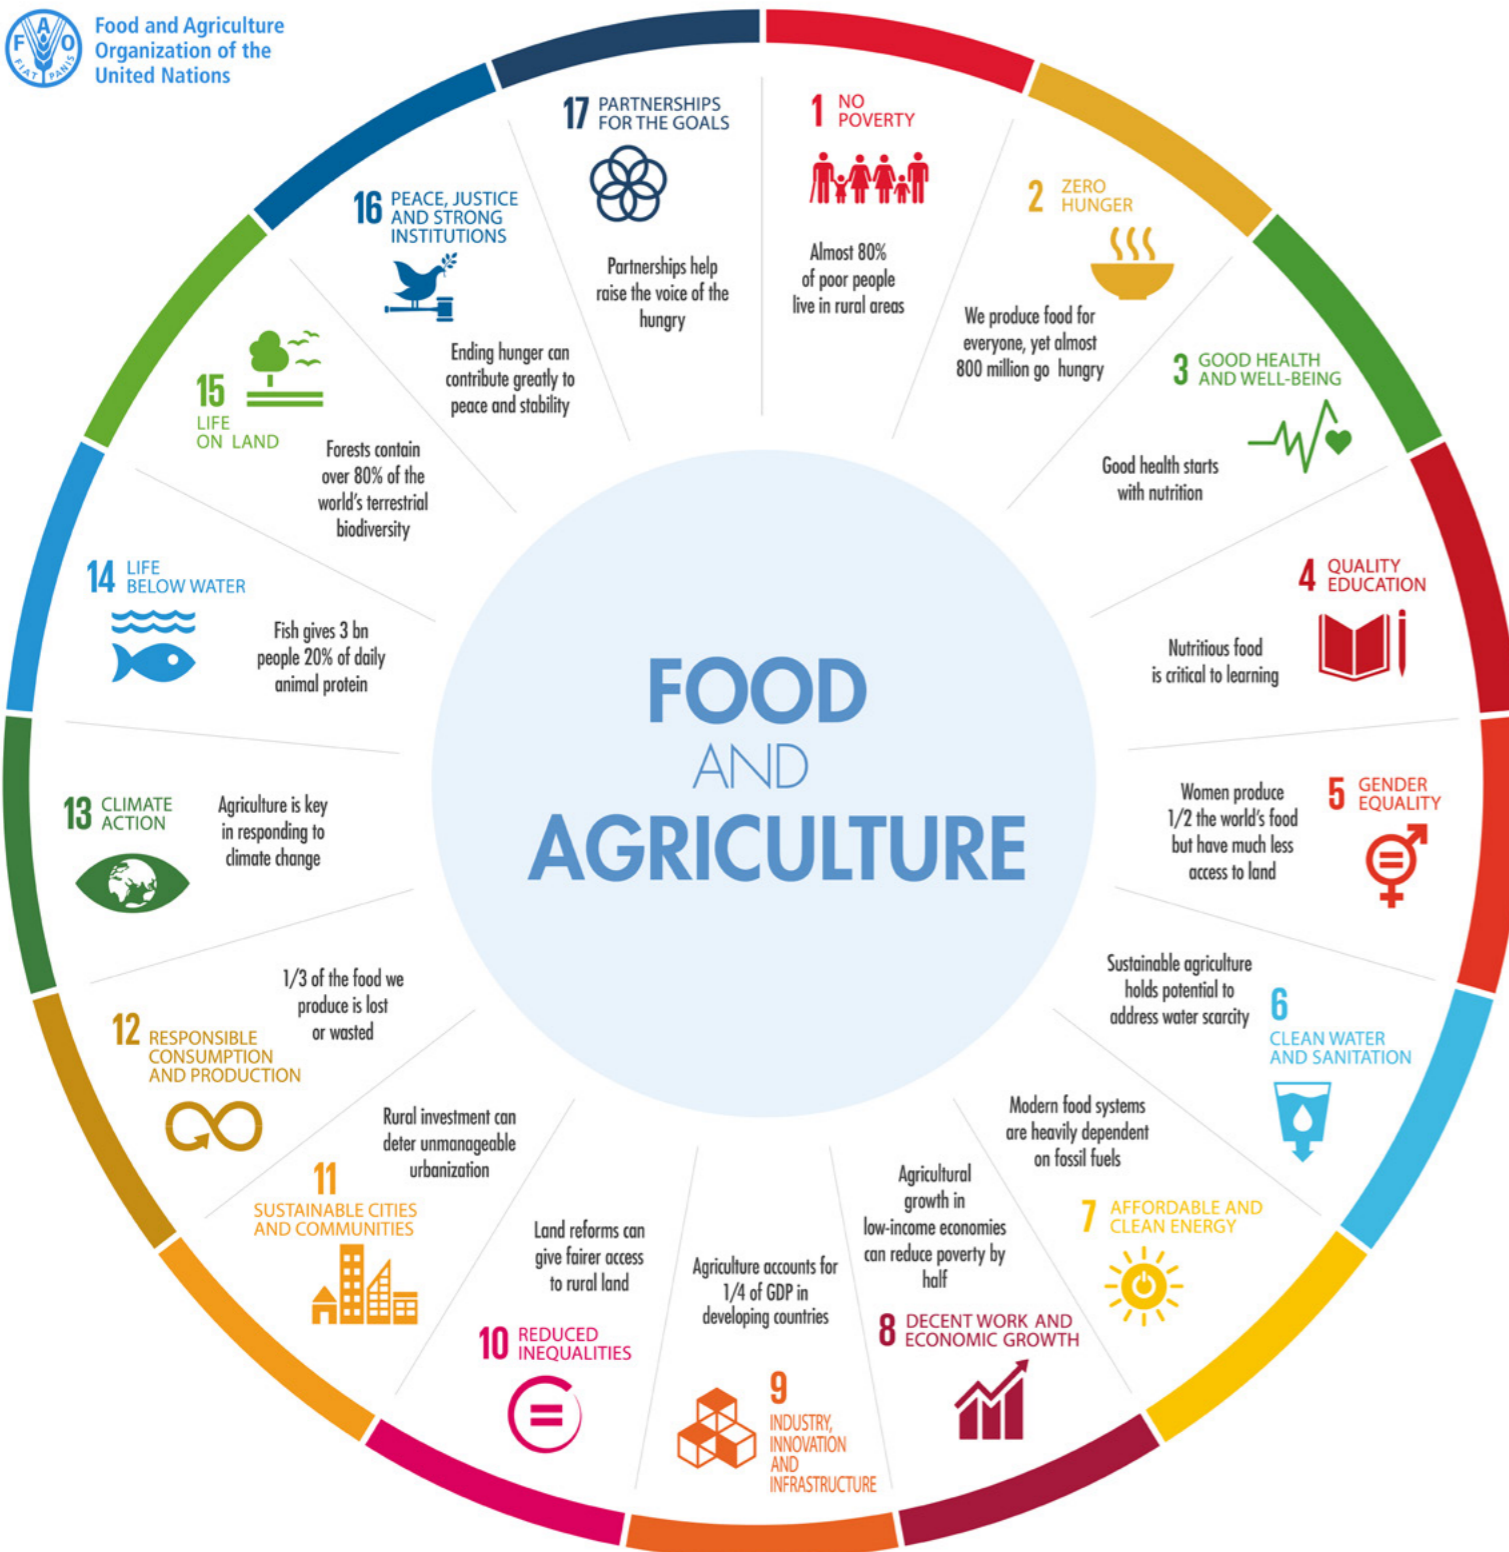 Food and Agriculture
Organization of the
United Nations
F A O
FIAT PANIS
1 NO
POVERTY
Almost 80%
of poor people
live in rural areas
2 ZERO
HUNGER
We produce food for
everyone, yet almost
800 million go hungry
3 GOOD HEALTH
AND WELL-BEING
Good health starts
with nutrition
4 QUALITY
EDUCATION
Nutritious food
is critical to learning
5 GENDER
EQUALITY
Women produce
1/2 the world's food
but have much less
access to land
6
CLEAN WATER
AND SANITATION
Sustainable agriculture
holds potential to
address water scarcity
7 AFFORDABLE AND
CLEAN ENERGY
Modern food systems
are heavily dependent
on fossil fuels
8 DECENT WORK AND
ECONOMIC GROWTH
Agricultural
growth in
low-income economies
can reduce poverty by
half
9
INDUSTRY,
INNOVATION
AND
INFRASTRUCTURE
Agriculture accounts for
1/4 of GDP in
developing countries
10 REDUCED
INEQUALITIES
Land reforms can
give fairer access
to rural land
11
SUSTAINABLE CITIES
AND COMMUNITIES
Rural investment can
deter unmanageable
urbanization
12 RESPONSIBLE
CONSUMPTION
AND PRODUCTION
1/3 of the food we
produce is lost
or wasted
13 CLIMATE
ACTION
Agriculture is key
in responding to
climate change
14 LIFE
BELOW WATER
Fish gives 3 bn
people 20% of daily
animal protein
15
LIFE
ON LAND
Forests contain
over 80% of the
world's terrestrial
biodiversity
16 PEACE, JUSTICE
AND STRONG
INSTITUTIONS
Ending hunger can
contribute greatly to
peace and stability
17 PARTNERSHIPS
FOR THE GOALS
Partnerships help
raise the voice of the
hungry
FOOD
AND
AGRICULTURE